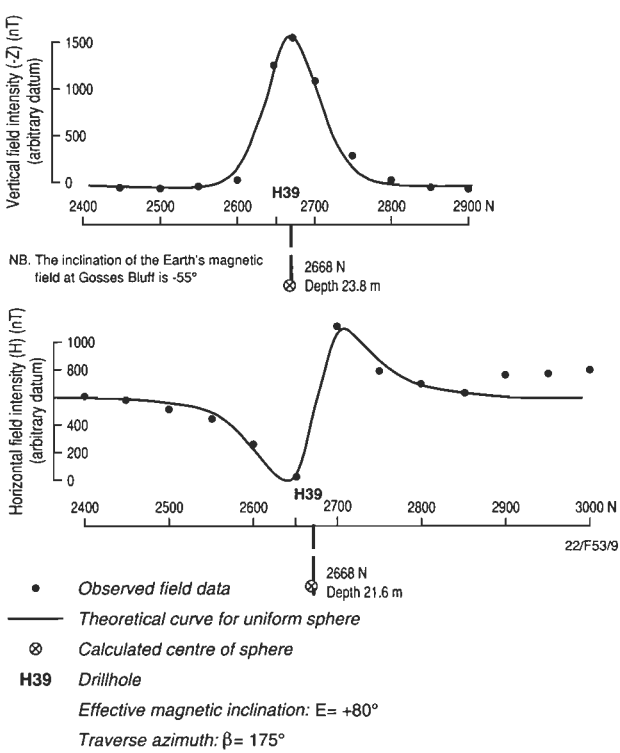 Vertical field intensity (-Z) (nT)
(arbitrary datum)
1500
1000
500
0
H39
2400
2500
2600
2700
2800
2900 N
NB. The inclination of the Earth's magnetic
field at Gosses Bluff is -55°
2668 N
Depth 23.8 m
Horizontal field intensity (H) (nT)
(arbitrary datum)
1000
800
400
200
0
H39
2400
2500
2600
2700
2800
2900
3000 N
22/F53/9
2668 N
Depth 21.6 m
Observed field data
Theoretical curve for uniform sphere
Calculated centre of sphere
H39 Drillhole
Effective magnetic inclination: E= +80°
Traverse azimuth: β= 175°